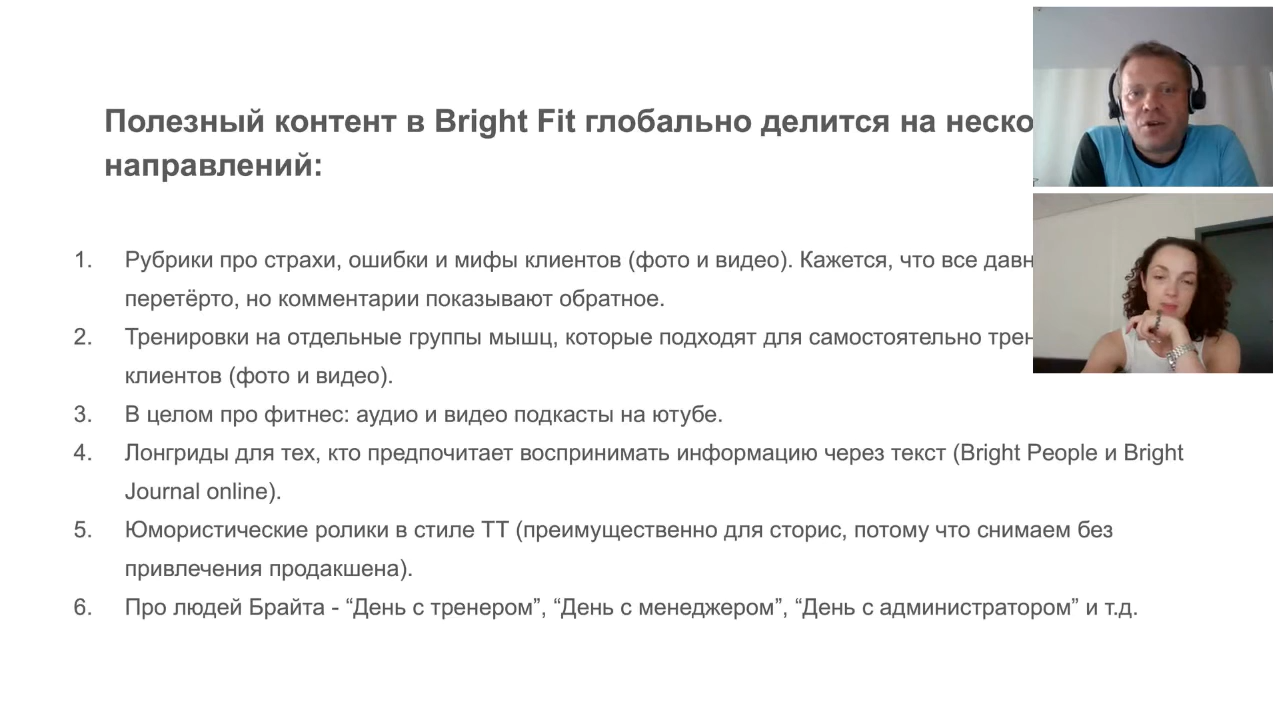 Полезный контент в Bright Fit глобально делится на
направлений:
1. Рубрики про страхи, ошибки и мифы клиентов (фото и видео). Кажется, что все
перетёрто, но комментарии показывают обратное.
2. Тренировки на отдельные группы мышц, которые подходят для самостоятельно
клиентов (фото и видео).
3. В целом про фитнес: аудио и видео подкасты на ютубе.
4. Лонгриды для тех, кто предпочитает воспринимать информацию через текст (Bright People и Bright
Journal online).
5. Юмористические ролики в стиле ТТ (преимущественно для сторис, потому что снимаем без
привлечения продакшена).
6. Про людей Брайта - “День с тренером”, “День с менеджером”, “День с администратором” и т.д.